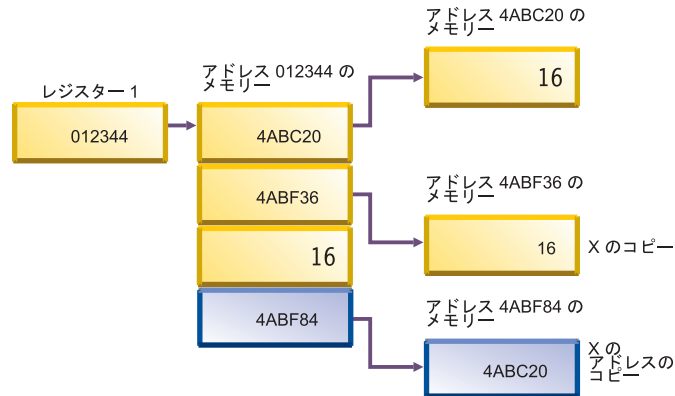 レジスター 1
012344
アドレス 012344 の
メモリー
4ABC20
4ABF36
16
4ABF84
アドレス 4ABC20 の
メモリー
16
アドレス 4ABF36 の
メモリー
16
X のコピー
アドレス 4ABF84 の
メモリー
4ABC20
X の
アドレスの
コピー